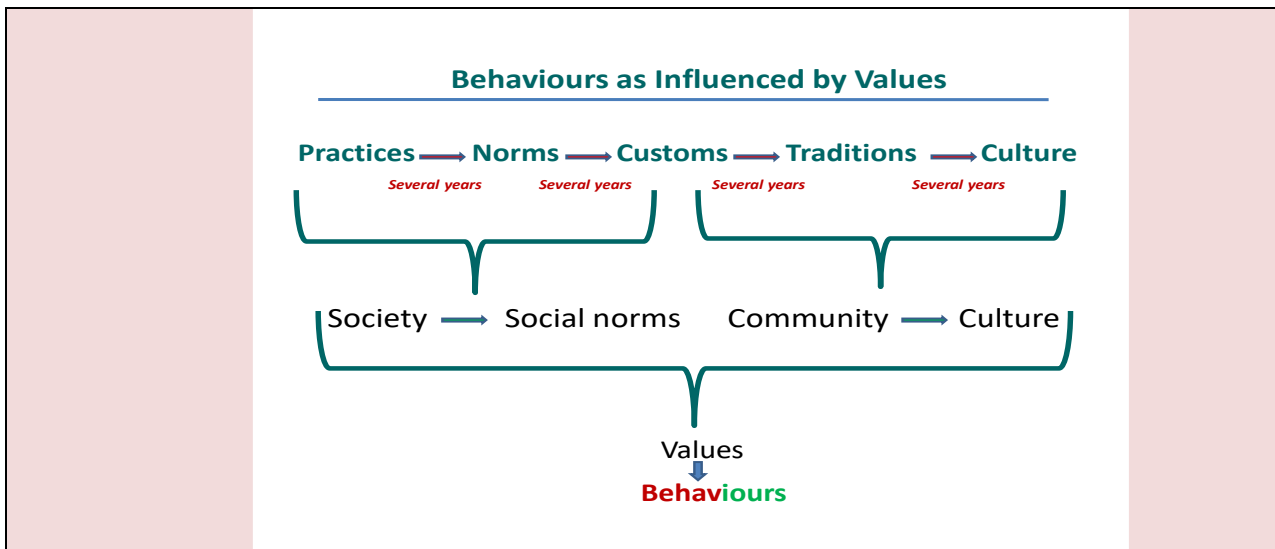 Behaviours as Influenced by Values
Practices Norms Customs Traditions Culture
Several years Several years Several years Several years
Society Social norms Community Culture
Values
Behaviours